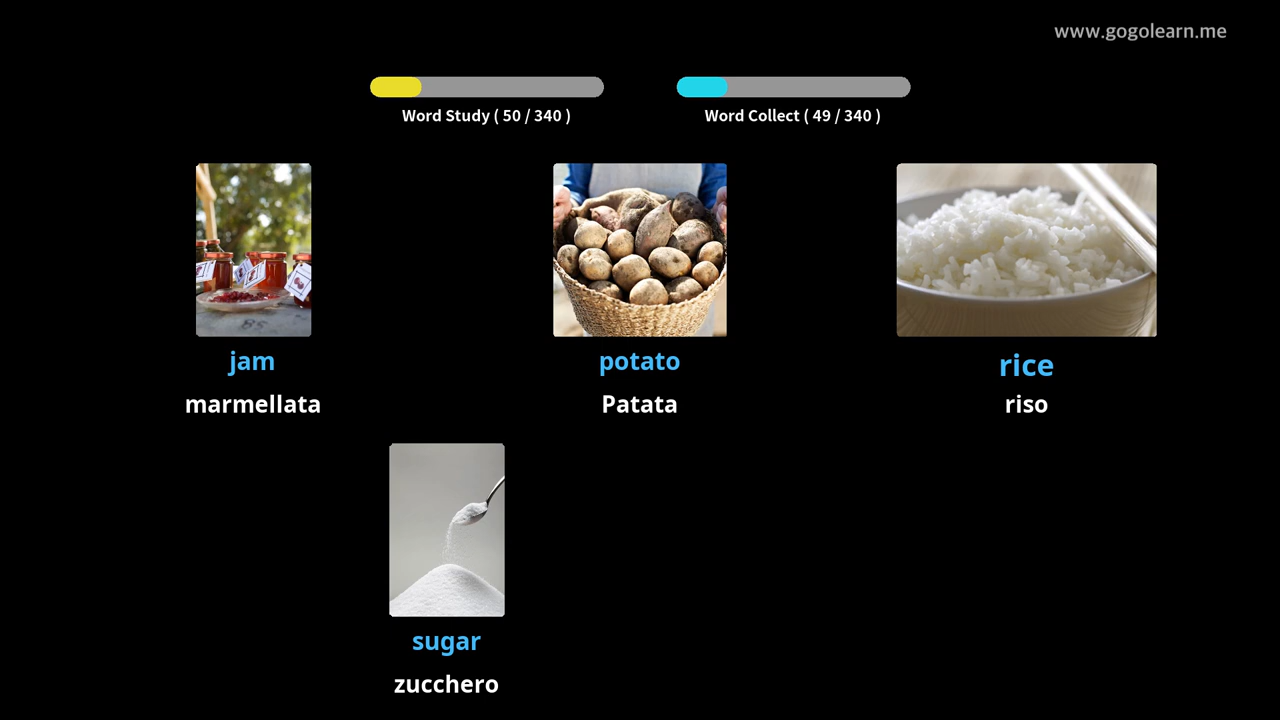 www.gogolearn.me
Word Study ( 50 / 340 )
Word Collect ( 49 / 340 )
jam
marmellata
potato
Patata
rice
riso
sugar
zucchero